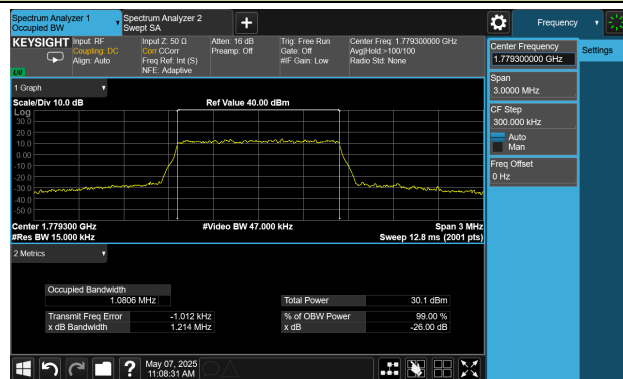 Spectrum Analyzer 1
Occupied BW
Spectrum Analyzer 2
Swept SA
+
Frequency
KEYSIGHT
Input: RF
Coupling: DC
Align: Auto
Input Z: 50 Ω
Corr CCorr
Freq Ref: Int (S)
NFE: Adaptive
Atten: 16 dB
Preamp: Off
Trig: Free Run
Gate: Off
#IF Gain: Low
Center Freq: 1.779300000 GHz
Avg|Hold:>100/100
Radio Std: None
LXI
Center Frequency
1.779300000 GHz
Settings
Span
3.0000 MHz
CF Step
300.000 kHz
Auto
Man
Freq Offset
0 Hz
1 Graph
Scale/Div 10.0 dB
Ref Value 40.00 dBm
Log
30.0
20.0
10.0
0.00
-10.0
-20.0
-30.0
-40.0
-50.0
Center 1.779300 GHz
#Video BW 47.000 kHz
Span 3 MHz
#Res BW 15.000 kHz
Sweep 12.8 ms (2001 pts)
2 Metrics
Occupied Bandwidth
1.0806 MHz
Total Power 30.1 dBm
Transmit Freq Error -1.012 kHz
% of OBW Power 99.00 %
x dB Bandwidth 1.214 MHz
x dB -26.00 dB
?
May 07, 2025
11:08:31 AM